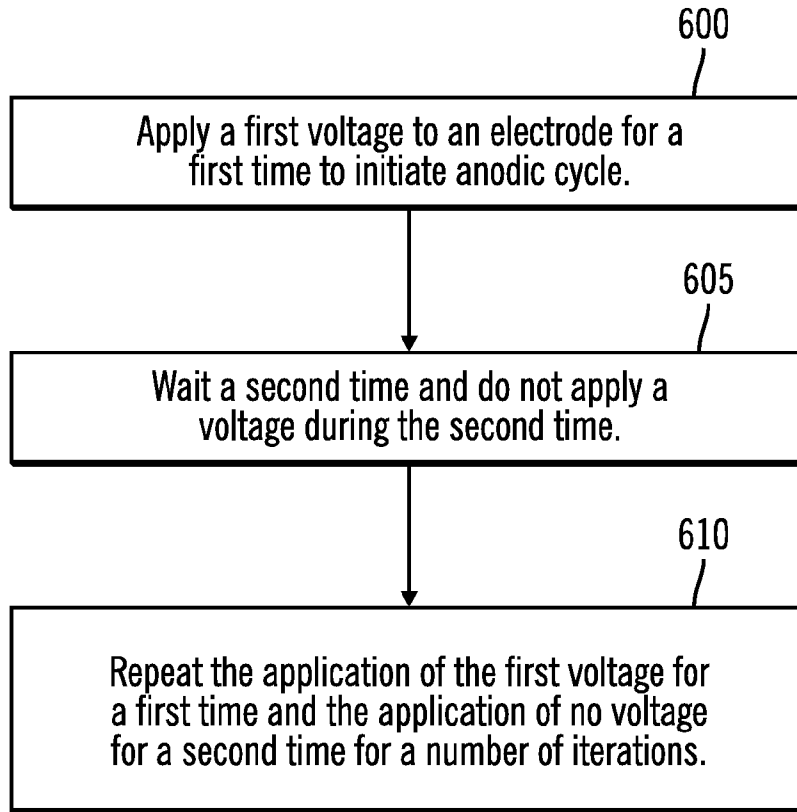 600
Apply a first voltage to an electrode for a
first time to initiate anodic cycle.
605
Wait a second time and do not apply a
voltage during the second time.
610
Repeat the application of the first voltage for
a first time and the application of no voltage
for a second time for a number of iterations.